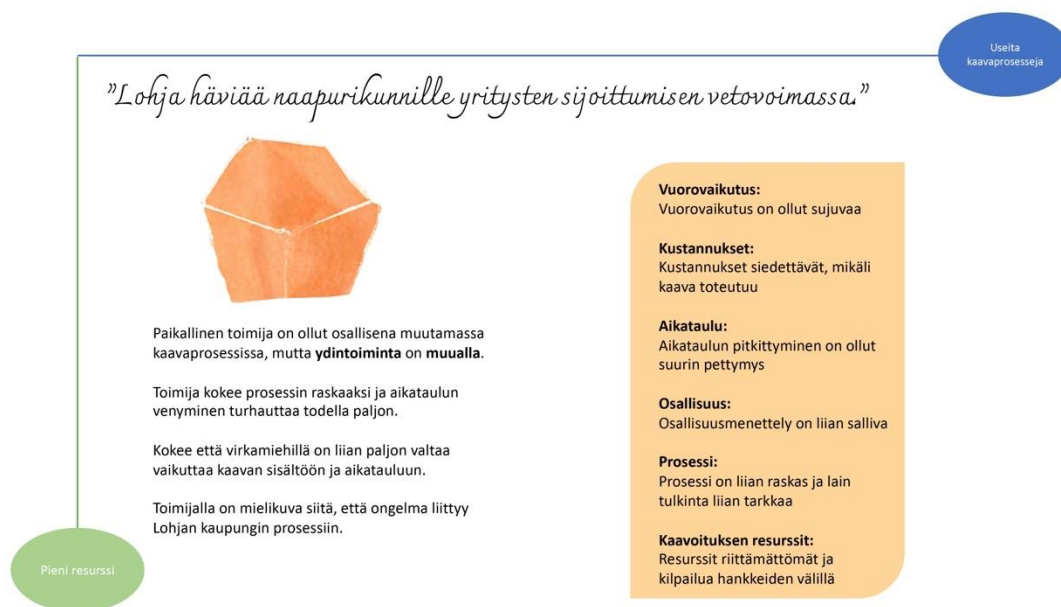 Useita
kaavaprosesseja
"Lohja häviää naapurikunnille yritysten sijoittumisen vetovoimassa."
Paikallinen toimija on ollut osallisena muutamassa
kaavaprosessissa, mutta ydintoiminta on muualla.
Toimija kokee prosessin raskaaksi ja aikataulun
venyminen turhauttaa todella paljon.
Kokee että virkamiehillä on liian paljon valtaa
vaikuttaa kaavan sisältöön ja aikatauluun.
Toimijalla on mielikuva siitä, että ongelma liittyy
Lohjan kaupungin prosessiin.
Pieni resurssi
Vuorovaikutus:
Vuorovaikutus on ollut sujuvaa
Kustannukset:
Kustannukset siedettävät, mikäli
kaava toteutuu
Aikataulu:
Aikataulun pitkittyminen on ollut
suurin pettymys
Osallisuus:
Osallisuusmenettely on liian salliva
Prosessi:
Prosessi on liian raskas ja lain
tulkinta liian tarkkaa
Kaavoituksen resurssit:
Resurssit riittämättömät ja
kilpailua hankkeiden välillä